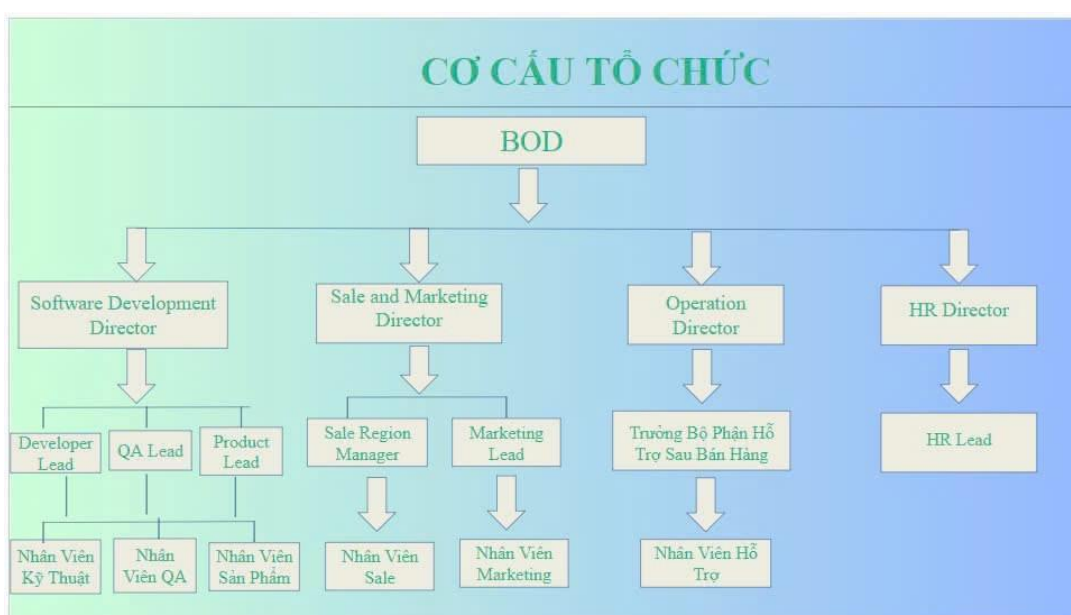 CƠ CẤU TỔ CHỨC
BOD
Software Development
Director
Sale and Marketing
Director
Operation
Director
HR Director
Developer
Lead
QA Lead
Product
Lead
Sale Region
Manager
Marketing
Lead
Trưởng Bộ Phận Hỗ
Trợ Sau Bán Hàng
HR Lead
Nhân Viên
Kỹ Thuật
Nhân
Viên QA
Nhân Viên
Sản Phẩm
Nhân Viên
Sale
Nhân Viên
Marketing
Nhân Viên Hỗ
Trợ